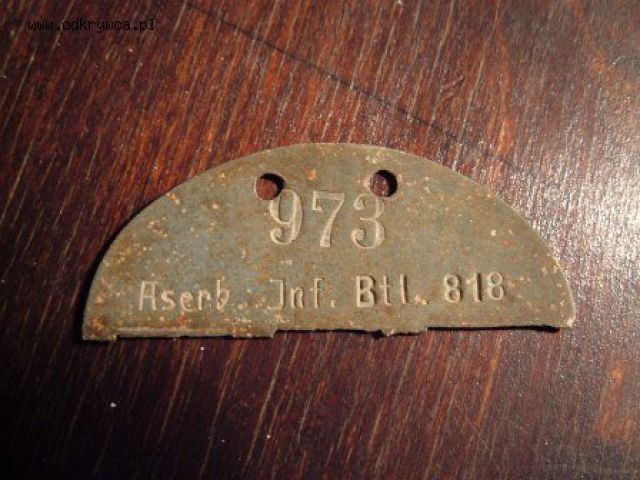 www.odkrywca.pl
973
Aserb. Inf. Btl. 818